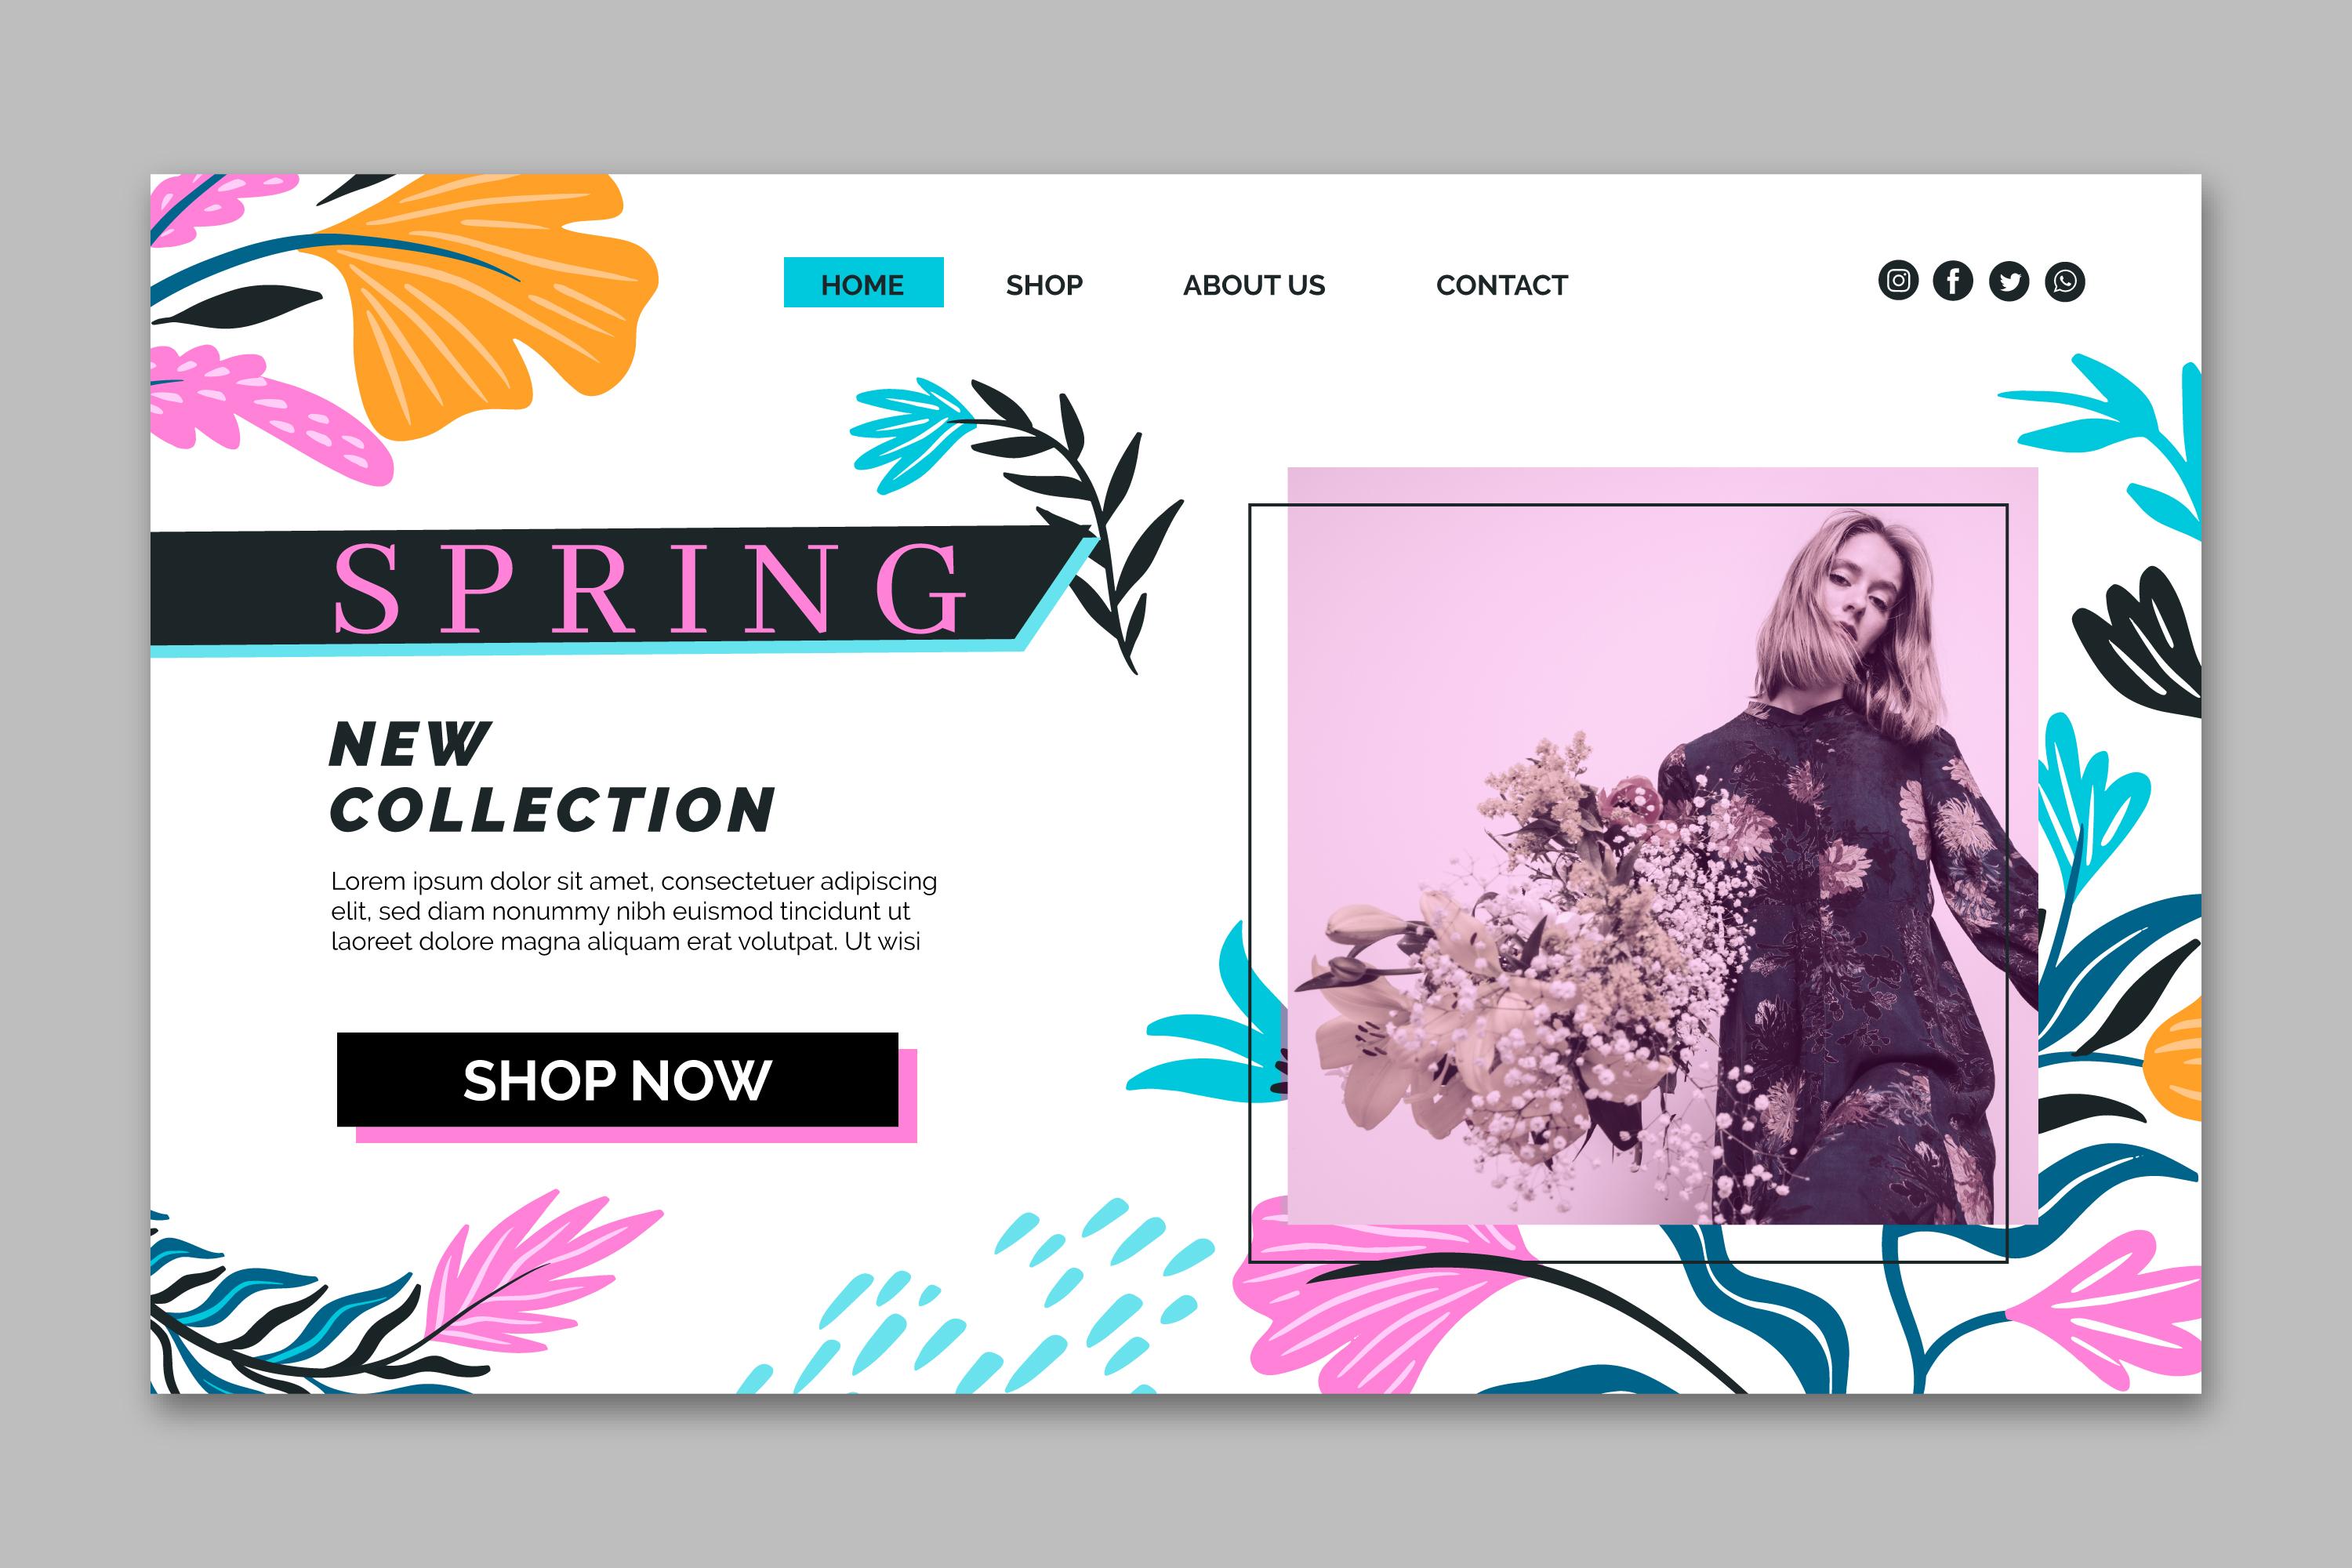 HOME SHOP ABOUT US CONTACT
SPRING
NEW
COLLECTION
Lorem ipsum dolor sit amet, consectetuer adipiscing
elit, sed diam nonummy nibh euismod tincidunt ut
laoreet dolore magna aliquam erat volutpat. Ut wisi
SHOP NOW